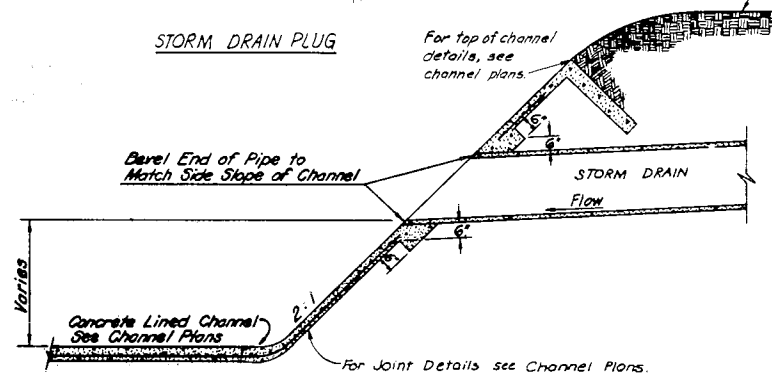 STORM DRAIN PLUG
For top of channel
details, see
channel plans.
6"
6"
Bevel End of Pipe to
Match Side Slope of Channel
STORM DRAIN
Flow
6"
Varies
2:1
Concrete Lined Channel
See Channel Plans
For Joint Details see Channel Plans.